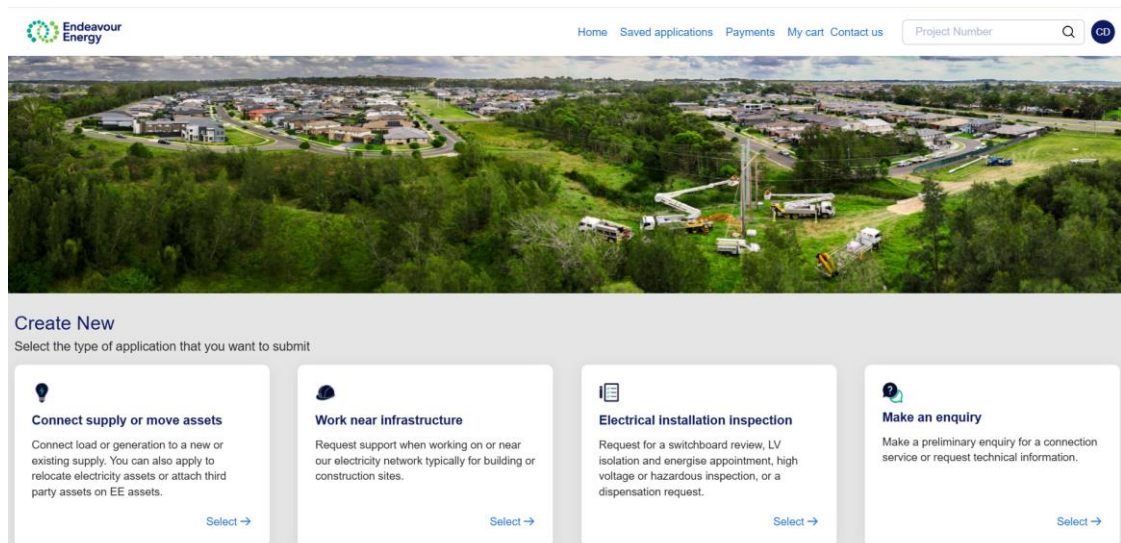 Endeavour
Energy
Home Saved applications Payments My cart Contact us Project Number CD
Create New
Select the type of application that you want to submit
Connect supply or move assets
Connect load or generation to a new or
existing supply. You can also apply to
relocate electricity assets or attach third
party assets on EE assets.
Select →
Work near infrastructure
Request support when working on or near
our electricity network typically for building or
construction sites.
Select →
Electrical installation inspection
Request for a switchboard review, LV
isolation and energise appointment, high
voltage or hazardous inspection, or a
dispensation request.
Select →
Make an enquiry
Make a preliminary enquiry for a connection
service or request technical information.
Select →